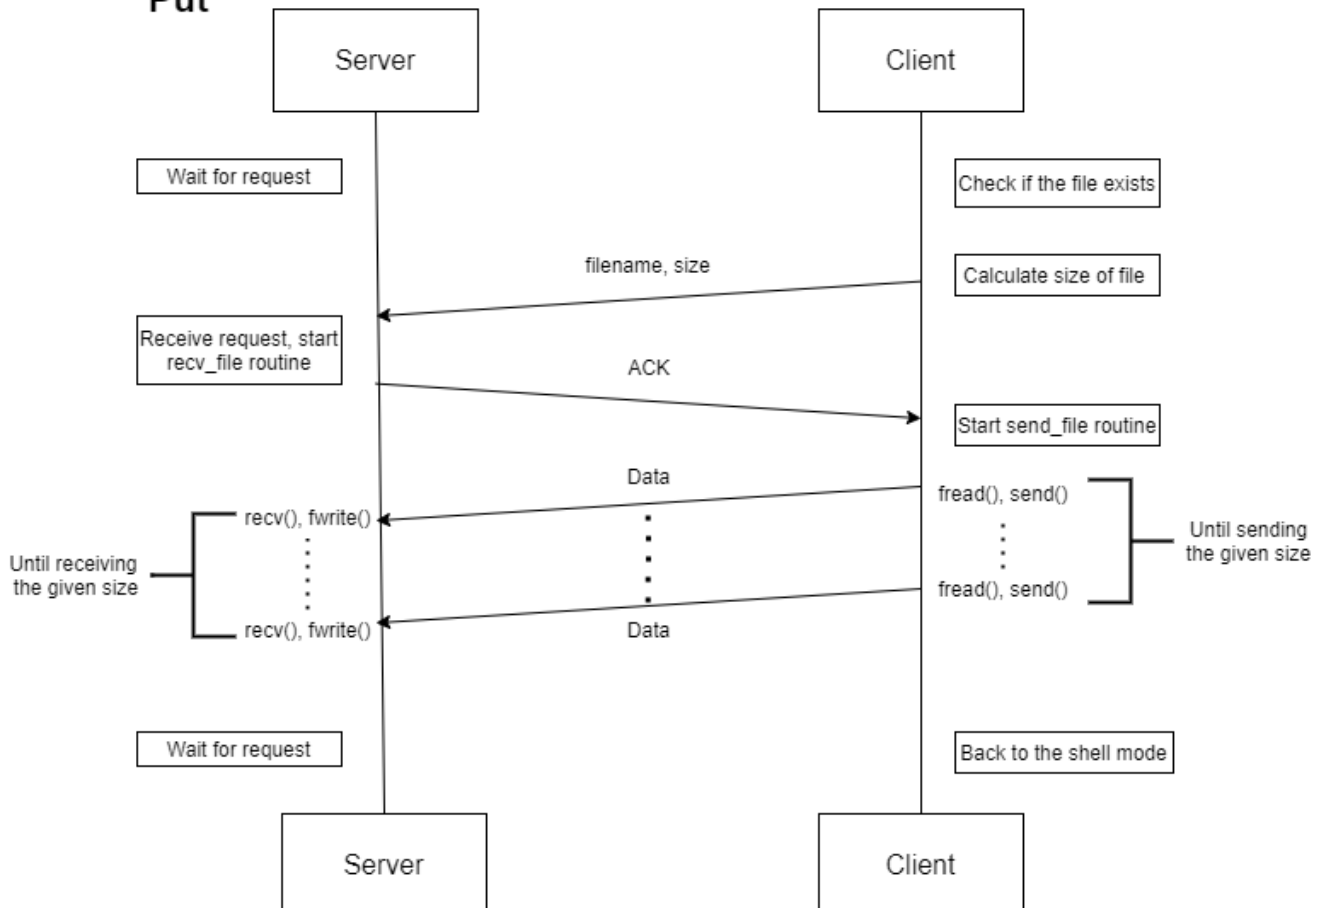 Put
Server
Client
Wait for request
Check if the file exists
filename, size
Calculate size of file
Receive request, start
recv_file routine
ACK
Start send_file routine
Data
fread(), send()
recv(), fwrite()
Until sending
the given size
Until receiving
the given size
fread(), send()
recv(), fwrite()
Data
Wait for request
Back to the shell mode
Server
Client